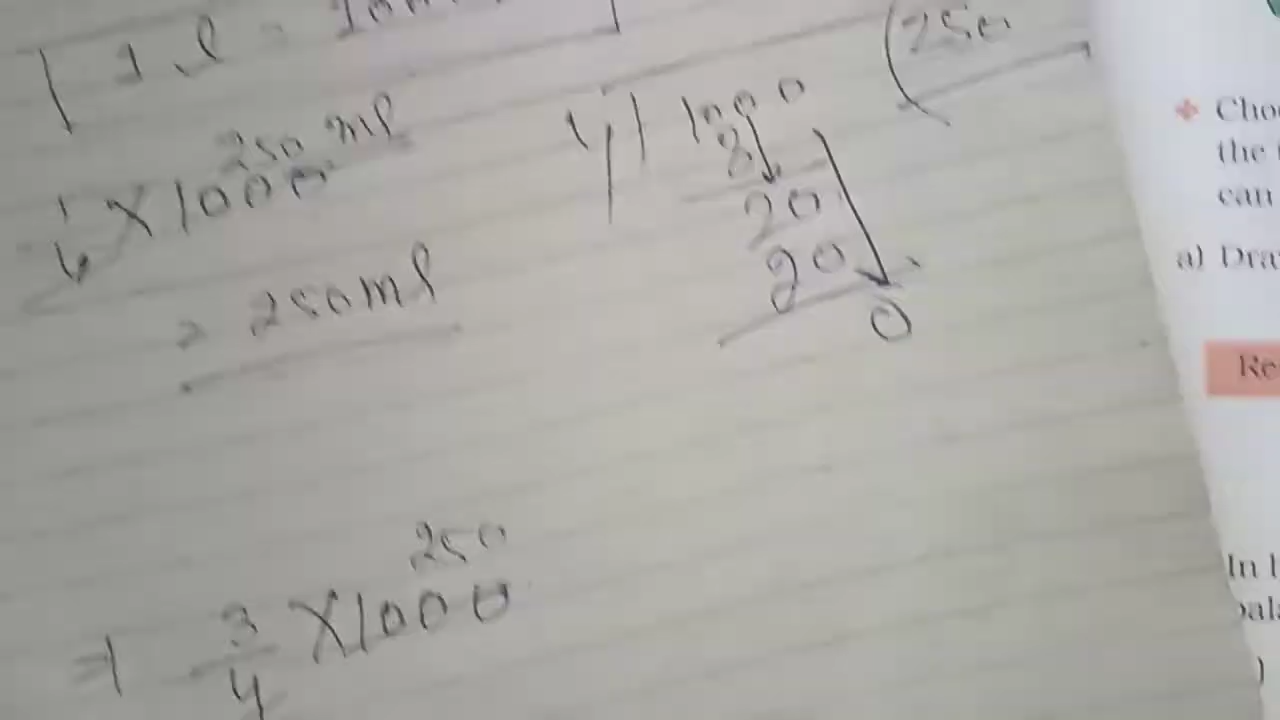 1 l = 1000
250 ml
1/4 X 1000
= 250 ml
4) 1000 (250
8
20
20
0
250
⇒ 3/4 X 1000
Choo
the
can
a) Dra
Re
In l
)